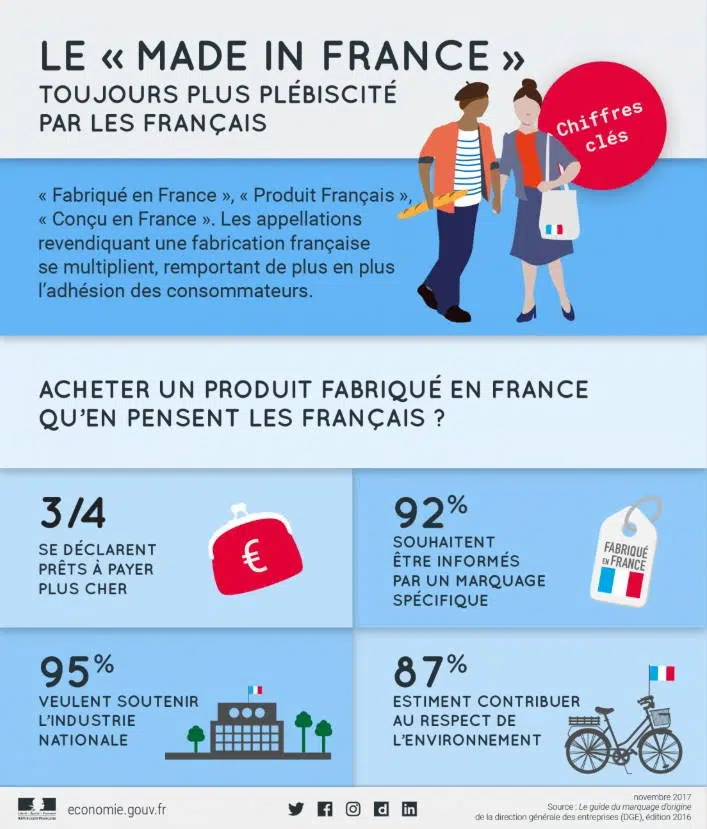 LE « MADE IN FRANCE »
TOUJOURS PLUS PLÉBISCITÉ
PAR LES FRANÇAIS
Chiffres
clés
« Fabriqué en France », « Produit Français »,
« Conçu en France ». Les appellations
revendiquant une fabrication française
se multiplient, remportant de plus en plus
l'adhésion des consommateurs.
ACHETER UN PRODUIT FABRIQUÉ EN FRANCE
QU'EN PENSENT LES FRANÇAIS ?
3/4
SE DÉCLARENT
PRÊTS À PAYER
PLUS CHER
€
92%
SOUHAITENT
ÊTRE INFORMÉS
PAR UN MARQUAGE
SPÉCIFIQUE
FABRIQUÉ
EN FRANCE
95%
VEULENT SOUTENIR
L'INDUSTRIE
NATIONALE
87%
ESTIMENT CONTRIBUER
AU RESPECT DE
L'ENVIRONNEMENT
economie.gouv.fr
novembre 2017
Source : Le guide du marquage d'origine
de la direction générale des entreprises (DGE), édition 2016